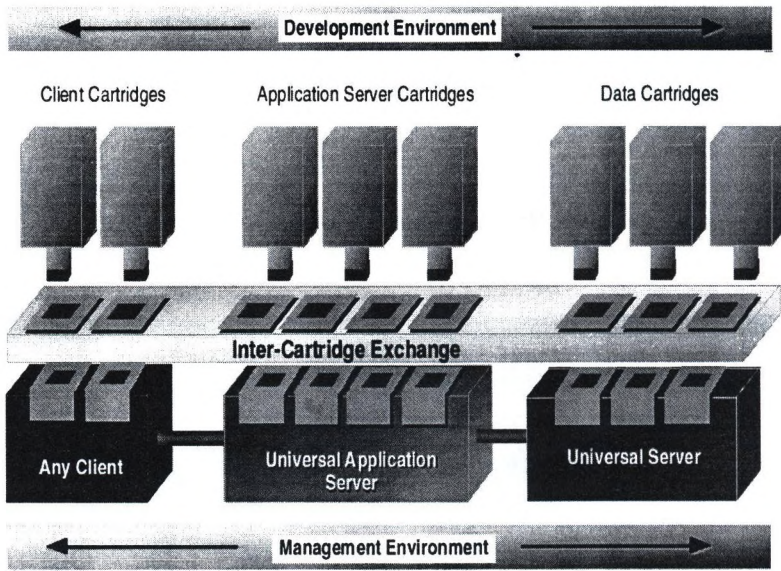 Development Environment
Client Cartridges
Application Server Cartridges
Data Cartridges
Inter-Cartridge Exchange
Any Client
Universal Application
Server
Universal Server
Management Environment